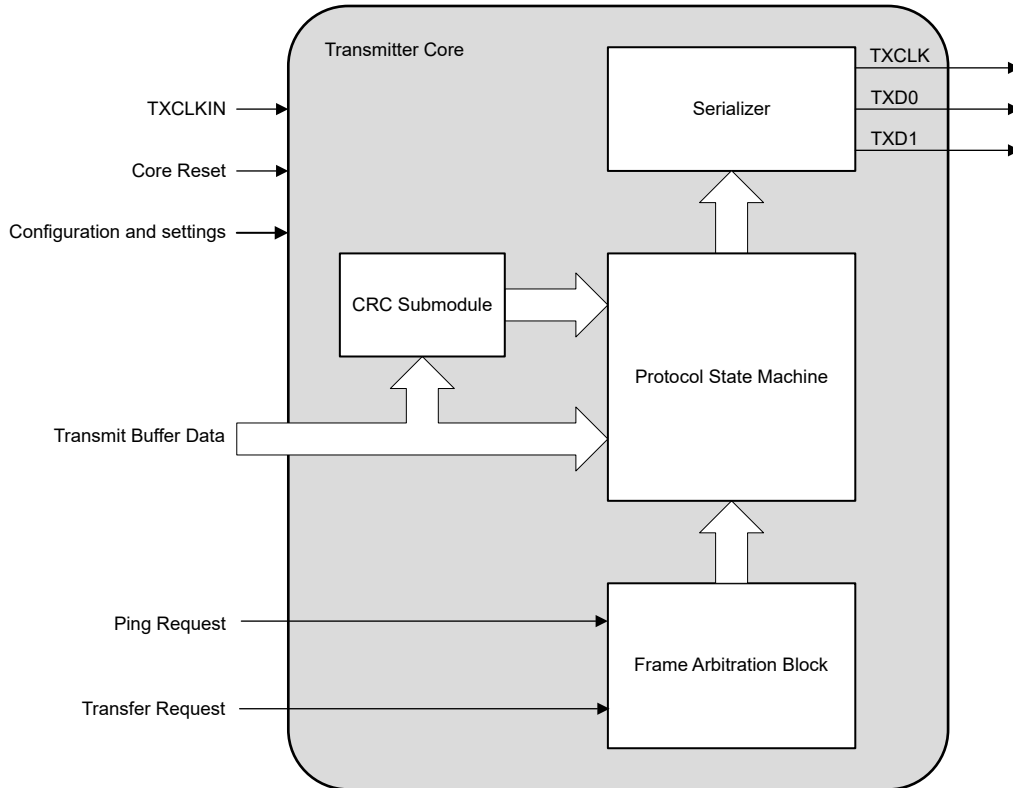 Transmitter Core
TXCLK
TXCLKIN
Serializer
TXD0
TXD1
Core Reset
Configuration and settings
CRC Submodule
Protocol State Machine
Transmit Buffer Data
Ping Request
Frame Arbitration Block
Transfer Request